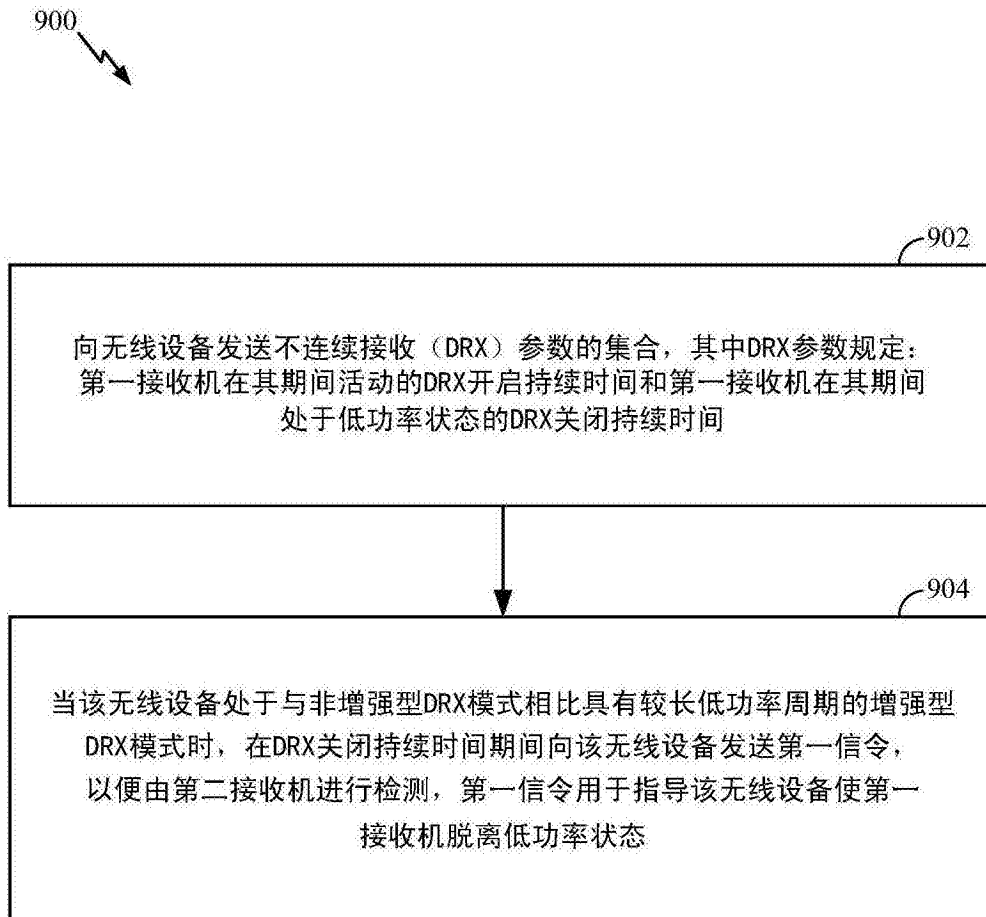 900
902
向无线设备发送不连续接收（DRX）参数的集合，其中DRX参数规定：
第一接收机在其期间活动的DRX开启持续时间和第一接收机在其期间
处于低功率状态的DRX关闭持续时间
904
当该无线设备处于与非增强型DRX模式相比具有较长低功率周期的增强型
DRX模式时，在DRX关闭持续时间期间向该无线设备发送第一信令，
以便由第二接收机进行检测，第一信令用于指导该无线设备使第一
接收机脱离低功率状态